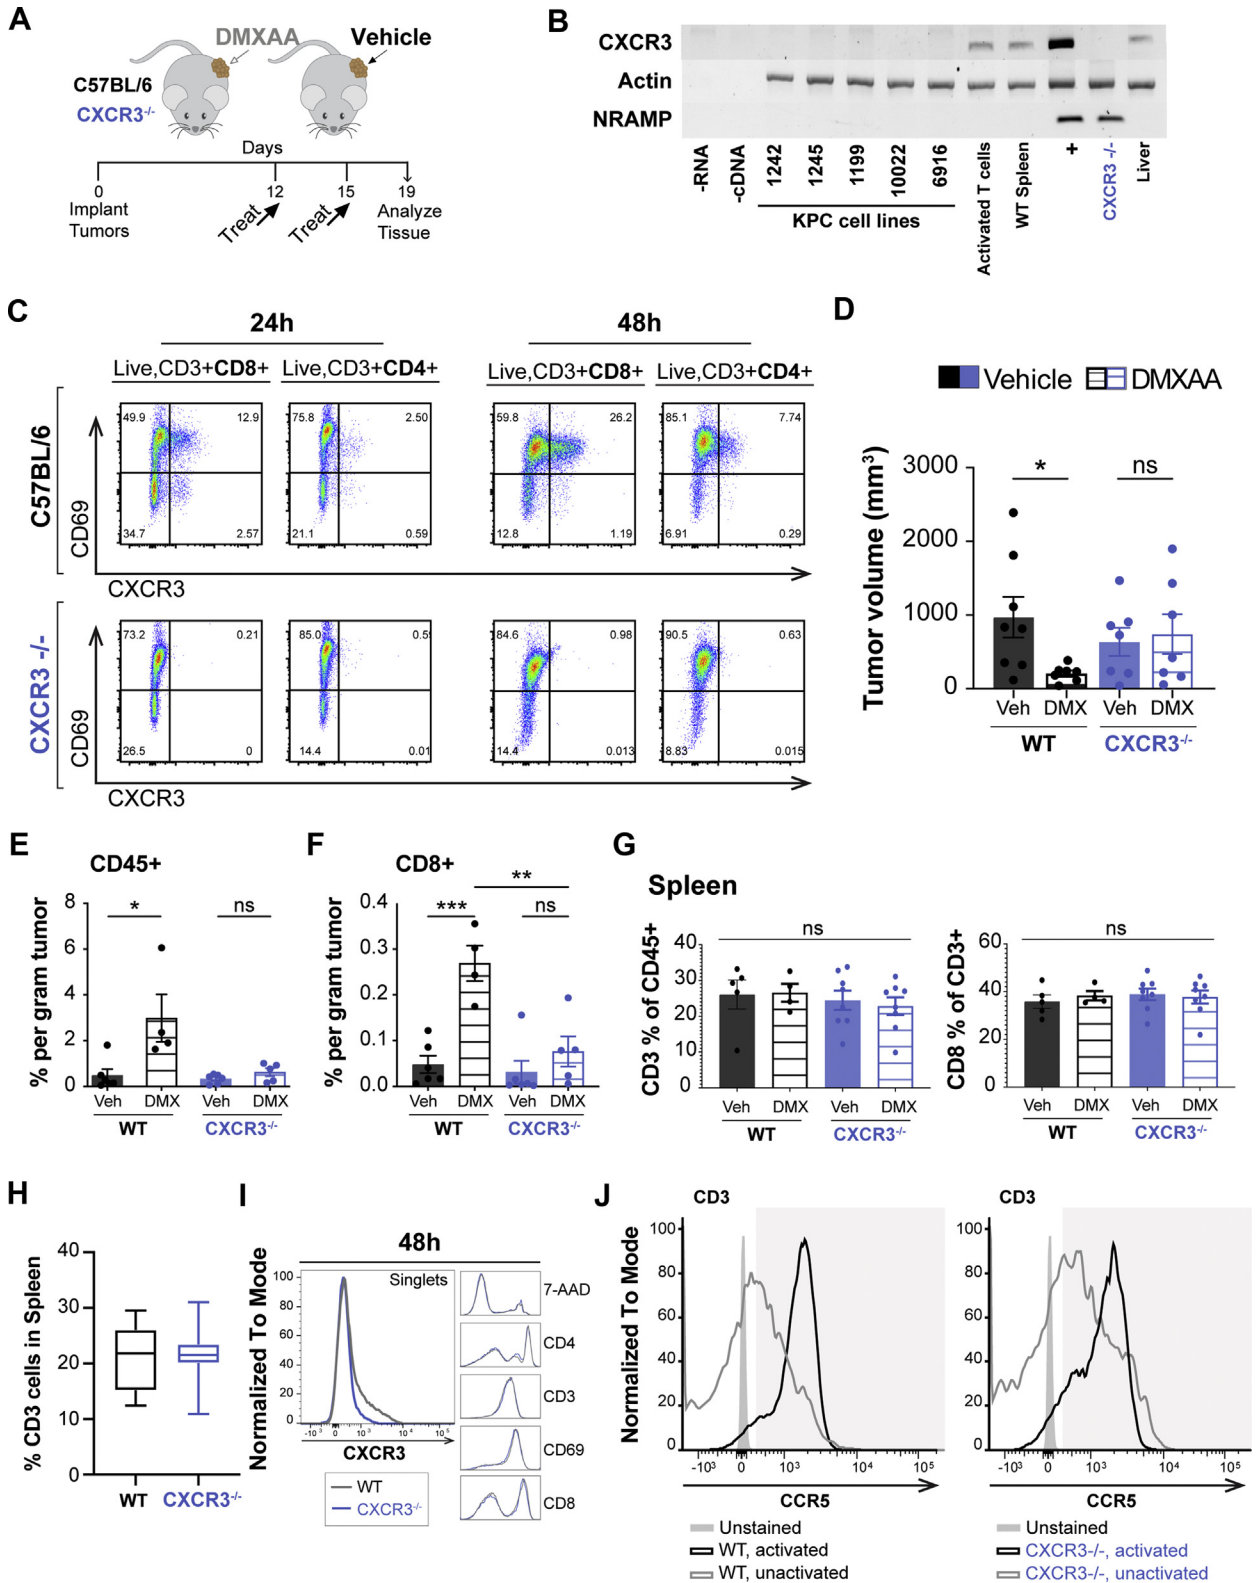 A
DMXAA
Vehicle
C57BL/6
CXCR3-/-
Days
0
12
15
19
Implant
Tumors
Treat
Treat
Analyze
Tissue
B
CXCR3
Actin
NRAMP
-RNA
-cDNA
1242
1245
1199
10022
6916
Activated T cells
WT Spleen
+
CXCR3 -/-
Liver
KPC cell lines
C
24h
48h
Live,CD3+CD8+
Live,CD3+CD4+
Live,CD3+CD8+
Live,CD3+CD4+
C57BL/6
CD69
49.9
12.9
34.7
2.57
75.8
2.50
21.1
0.59
59.8
26.2
12.8
1.19
85.1
7.74
6.91
0.29
CXCR3
CXCR3 -/-
CD69
73.2
0.21
26.5
0
85.0
14.4
0.01
84.6
0.98
14.4
0.013
90.5
0.63
8.83
0.015
CXCR3
D
Vehicle
DMXAA
Tumor volume (mm3)
3000
2000
1000
0
*
ns
Veh
DMX
Veh
DMX
WT
CXCR3-/-
E
CD45+
% per gram tumor
8
6
4
2
0
*
ns
Veh
DMX
Veh
DMX
WT
CXCR3-/-
F
CD8+
% per gram tumor
0.4
0.3
0.2
0.1
0.0
**
***
ns
Veh
DMX
Veh
DMX
WT
CXCR3-/-
G
Spleen
CD3 % of CD45+
40
30
20
10
0
ns
Veh
DMX
Veh
DMX
WT
CXCR3-/-
CD8 % of CD3+
60
40
20
0
ns
Veh
DMX
Veh
DMX
WT
CXCR3-/-
H
% CD3 cells in Spleen
40
30
20
10
0
WT
CXCR3-/-
I
48h
Normalized To Mode
Singlets
100
80
60
40
20
0
-103
0
103
104
105
CXCR3
WT
CXCR3-/-
7-AAD
CD4
CD3
CD69
CD8
J
CD3
Normalized To Mode
100
80
60
40
20
0
-103
0
103
104
105
CCR5
Unstained
WT, activated
WT, unactivated
CD3
100
80
60
40
20
0
-103
0
103
104
105
CCR5
Unstained
CXCR3-/-, activated
CXCR3-/-, unactivated